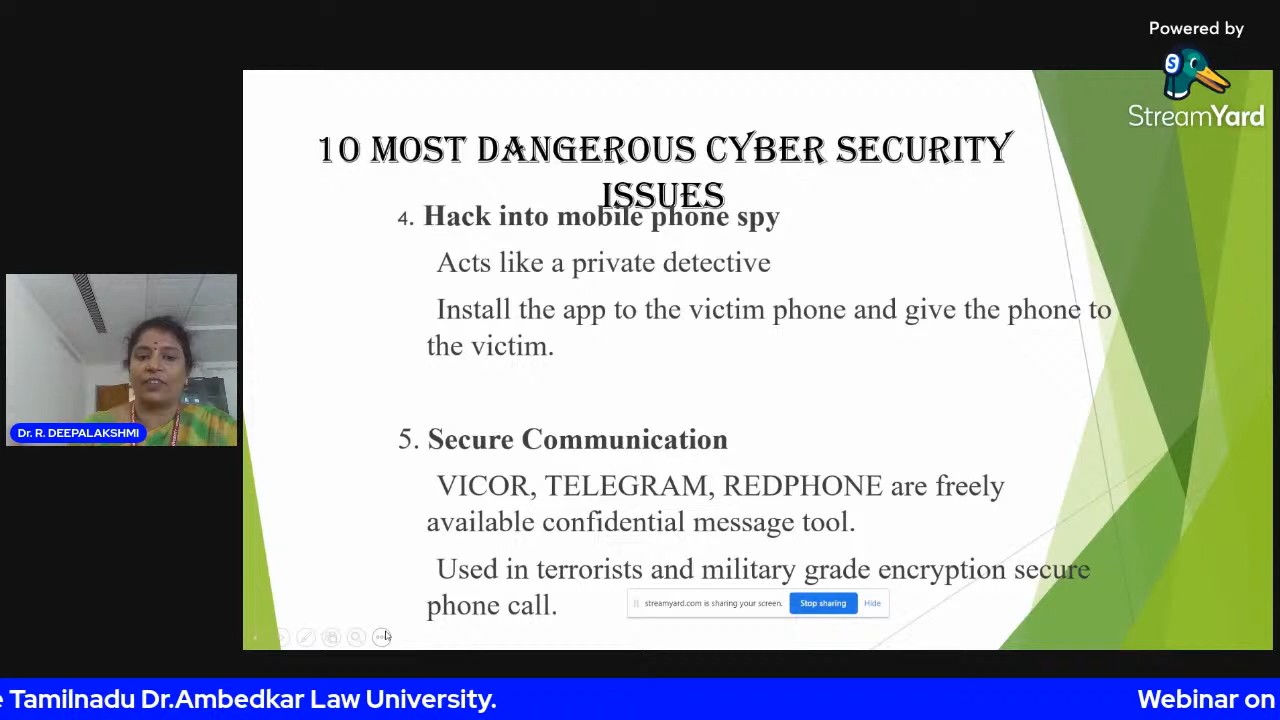 Powered by
StreamYard
10 MOST DANGEROUS CYBER SECURITY
ISSUES
4. Hack into mobile phone spy
Acts like a private detective
Install the app to the victim phone and give the phone to
the victim.
5. Secure Communication
VICOR, TELEGRAM, REDPHONE are freely
available confidential message tool.
Used in terrorists and military grade encryption secure
phone call.
streamyard.com is sharing your screen. Stop sharing Hide
Dr. R. DEEPALAKSHMI
Tamilnadu Dr.Ambedkar Law University. Webinar on